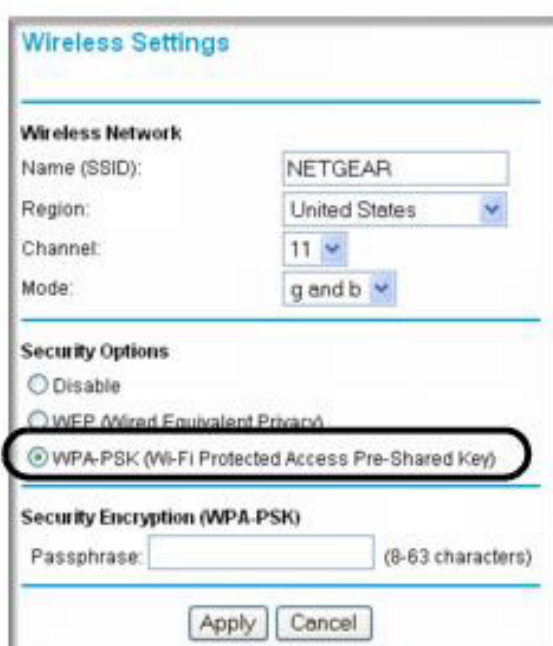 Wireless Settings
Wireless Network
Name (SSID): NETGEAR
Region: United States
Channel: 11
Mode: g and b
Security Options
Disable
WEP (Wired Equivalent Privacy)
WPA-PSK (Wi-Fi Protected Access Pre-Shared Key)
Security Encryption (WPA-PSK)
Passphrase: (8-63 characters)
Apply Cancel